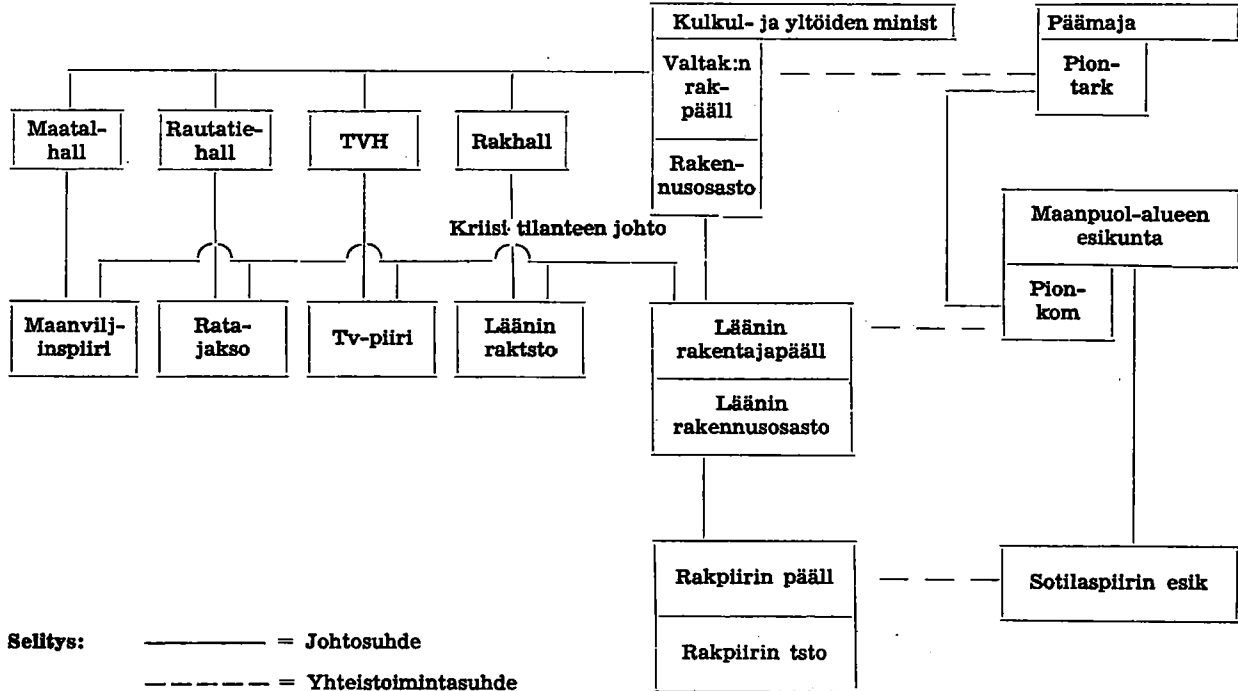 Kulkul- ja yltöiden minist
Päämaja
Valtak:n
rak-
pääll
Raken-
nusosasto
Pion-
tark
Maatal-
hall
Rautatie-
hall
TVH
Rakhall
Maanpuol-alueen
esikunta
Pion-
kom
Kriisi tilanteen johto
Maanvilj-
inspiiri
Rata-
jakso
Tv-piiri
Läänin
raktsto
Läänin
rakentajapääll
Läänin
rakennusosasto
Rakpiirin pääll
Rakpiirin tsto
Sotilaspiirin esik
Selitys:
= Johtosuhde
= Yhteistoimintasuhde